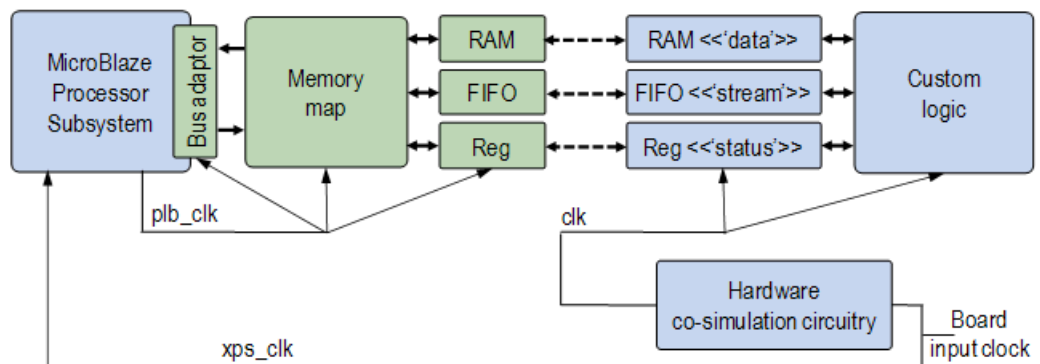 MicroBlaze
Processor
Subsystem
Bus adaptor
Memory
map
RAM
FIFO
Reg
RAM <<‘data’>>
FIFO <<‘stream’>>
Reg <<‘status’>>
Custom
logic
plb_clk
clk
Hardware
co-simulation circuitry
Board
input clock
xps_clk